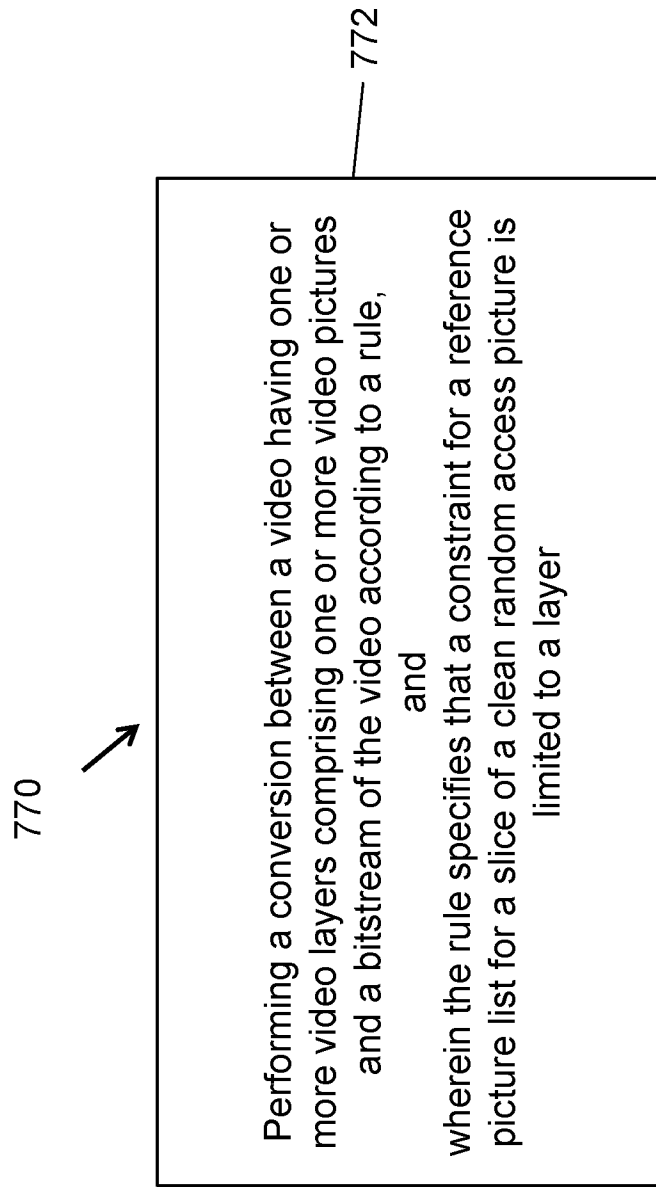 770
Performing a conversion between a video having one or
more video layers comprising one or more video pictures
and a bitstream of the video according to a rule,
and
wherein the rule specifies that a constraint for a reference
picture list for a slice of a clean random access picture is
limited to a layer
772